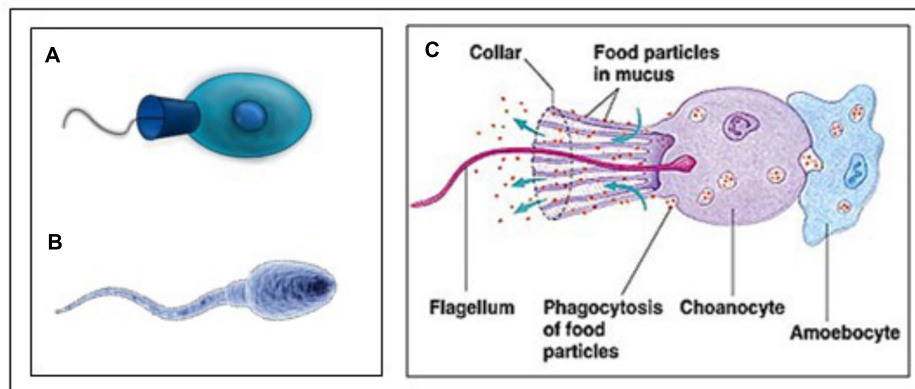 A
B
C
Collar
Food particles
in mucus
Flagellum
Phagocytosis
of food
particles
Choanocyte
Amoebocyte